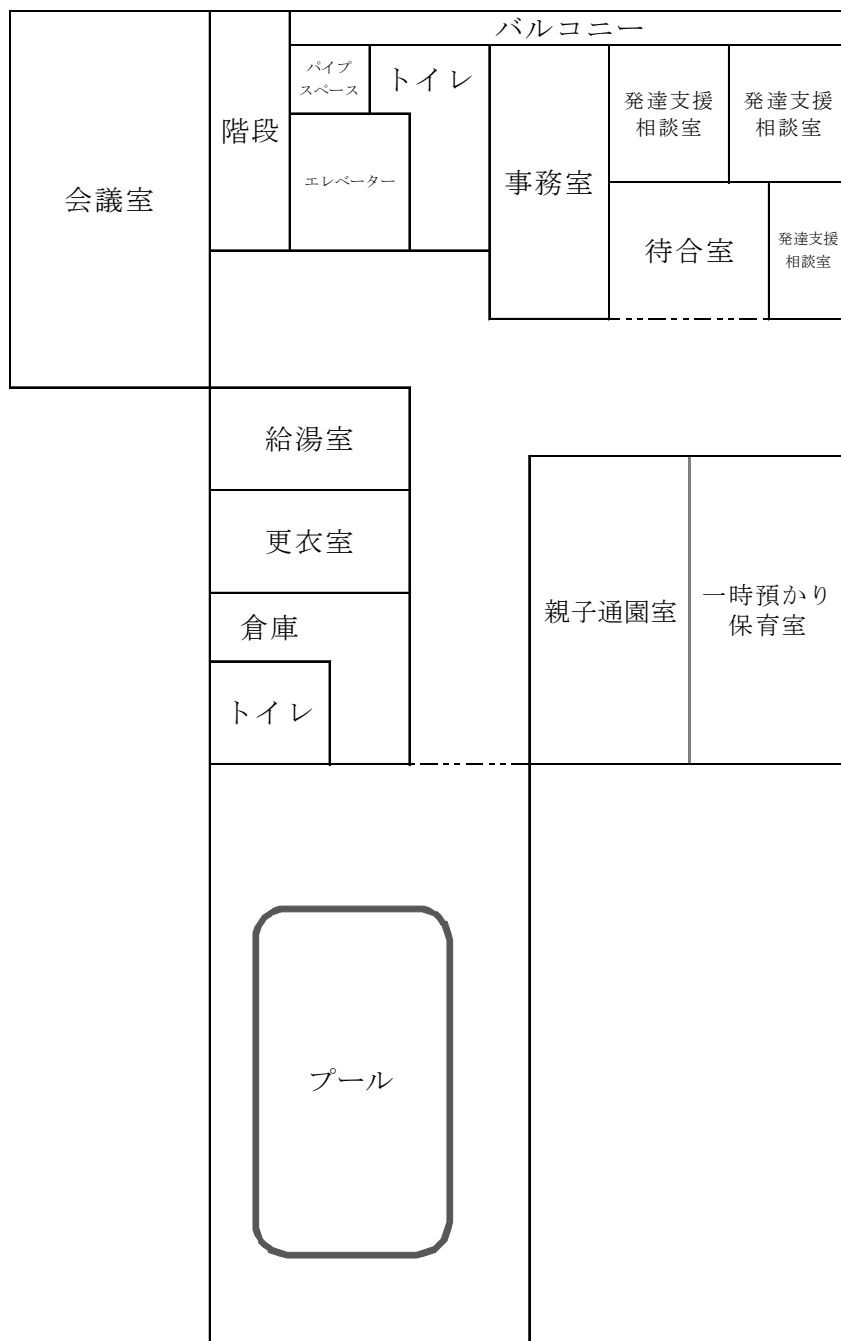 バルコニー
パイプ
スペース
トイレ
階段
エレベーター
会議室
事務室
発達支援
相談室
発達支援
相談室
待合室
発達支援
相談室
給湯室
更衣室
倉庫
トイレ
親子通園室
一時預かり
保育室
プール